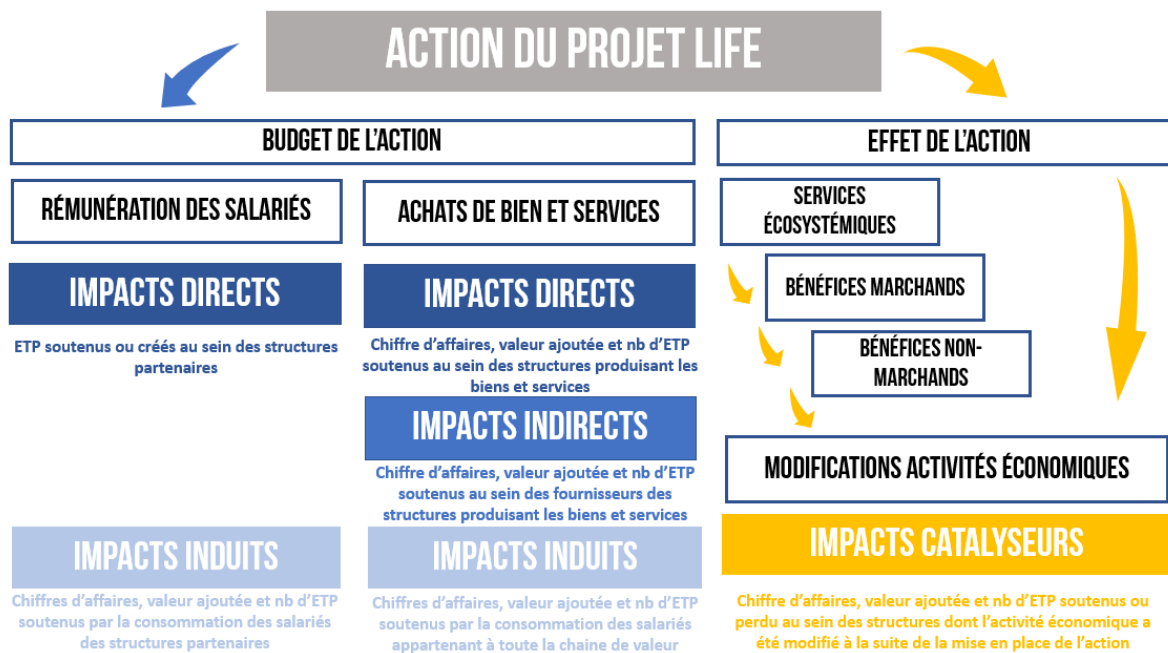 ACTION DU PROJET LIFE
BUDGET DE L'ACTION
RÉMUNÉRATION DES SALARIÉS
IMPACTS DIRECTS
ETP soutenus ou créés au sein des structures
partenaires
IMPACTS INDUITS
Chiffres d'affaires, valeur ajoutée et nb d'ETP
soutenus par la consommation des salariés
des structures partenaires
ACHATS DE BIEN ET SERVICES
IMPACTS DIRECTS
Chiffre d'affaires, valeur ajoutée et nb d'ETP
soutenus au sein des structures produisant les
biens et services
IMPACTS INDIRECTS
Chiffre d'affaires, valeur ajoutée et nb d'ETP
soutenus au sein des fournisseurs des
structures produisant les biens et services
IMPACTS INDUITS
Chiffres d'affaires, valeur ajoutée et nb d'ETP
soutenus par la consommation des salariés
appartenant à toute la chaine de valeur
EFFET DE L'ACTION
SERVICES
ÉCOSYSTÉMIQUES
BÉNÉFICES MARCHANDS
BÉNÉFICES NON-
MARCHANDS
MODIFICATIONS ACTIVITÉS ÉCONOMIQUES
IMPACTS CATALYSEURS
Chiffre d'affaires, valeur ajoutée et nb d'ETP soutenus ou
perdu au sein des structures dont l'activité économique a
été modifié à la suite de la mise en place de l'action